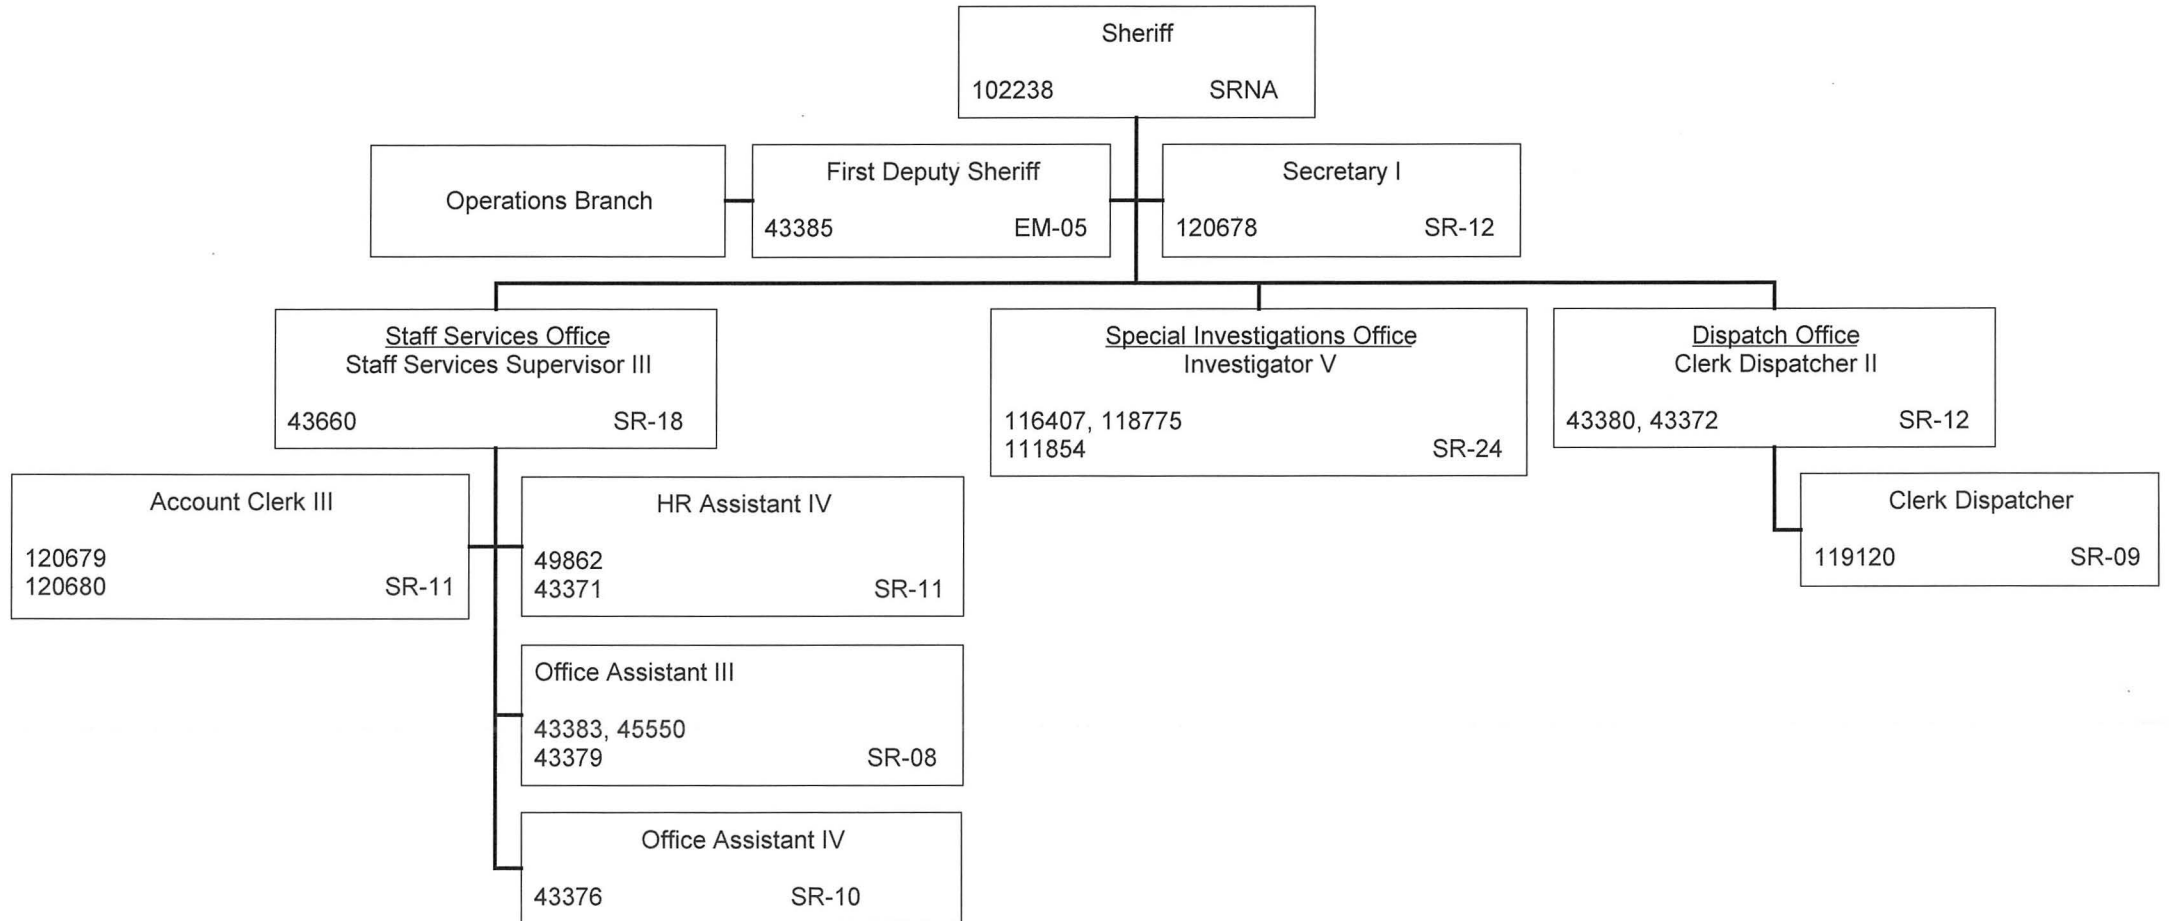 Sheriff
102238 SRNA
Operations Branch
First Deputy Sheriff
43385 EM-05
Secretary I
120678 SR-12
Staff Services Office
Staff Services Supervisor III
43660 SR-18
Special Investigations Office
Investigator V
116407, 118775
111854 SR-24
Dispatch Office
Clerk Dispatcher II
43380, 43372 SR-12
Account Clerk III
120679
120680 SR-11
HR Assistant IV
49862
43371 SR-11
Clerk Dispatcher
119120 SR-09
Office Assistant III
43383, 45550
43379 SR-08
Office Assistant IV
43376 SR-10